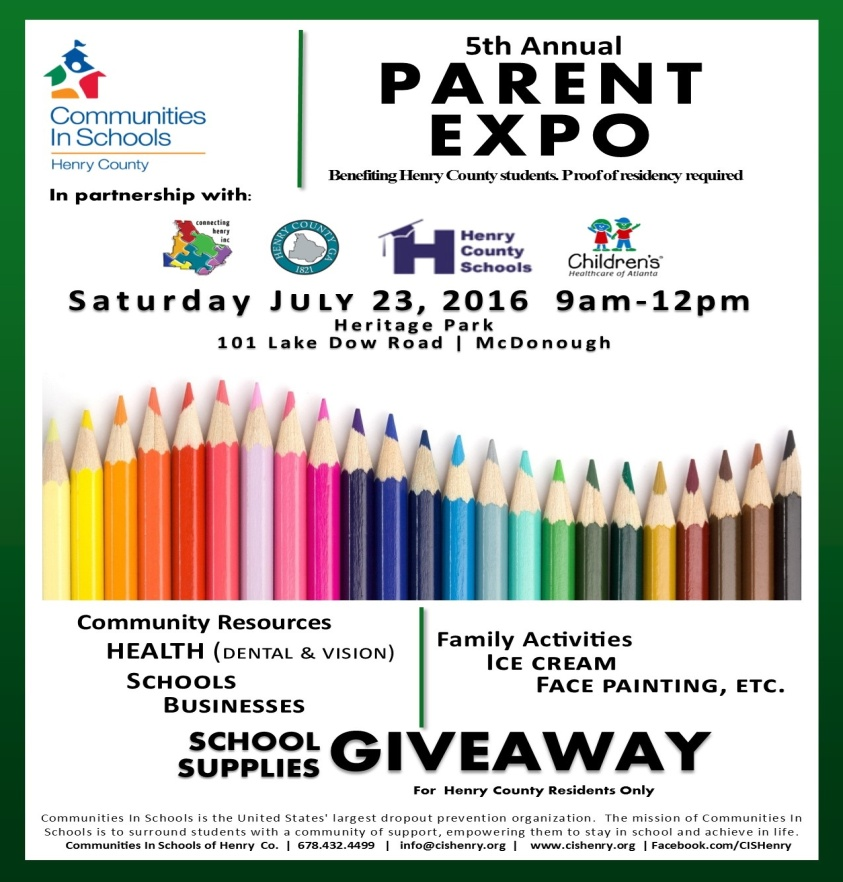 Communities
In Schools
Henry County
5th Annual
PARENT
EXPO
Benefiting Henry County students. Proof of residency required
In partnership with:
connecting
henry
inc
HENRY COUNTY GA
1821
H
Henry
County
Schools
Children's
Healthcare of Atlanta
Saturday JULY 23, 2016 9am-12pm
Heritage Park
101 Lake Dow Road | McDonough
Community Resources
HEALTH (DENTAL & VISION)
SCHOOLS
BUSINESSES
Family Activities
ICE CREAM
FACE PAINTING, ETC.
SCHOOL
SUPPLIES
GIVEAWAY
For Henry County Residents Only
Communities In Schools is the United States' largest dropout prevention organization. The mission of Communities In
Schools is to surround students with a community of support, empowering them to stay in school and achieve in life.
Communities In Schools of Henry Co. | 678.432.4499 | info@cishenry.org | www.cishenry.org | Facebook.com/CISHenry